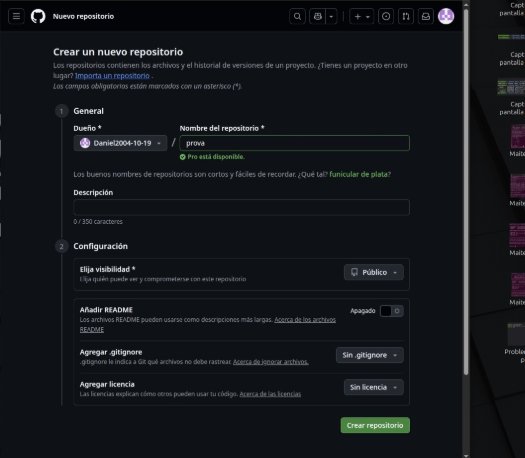 Nuevo repositorio
Crear un nuevo repositorio
Los repositorios contienen los archivos y el historial de versiones de un proyecto. ¿Tienes un proyecto en otro
lugar? Importa un repositorio .
Los campos obligatorios están marcados con un asterisco (*).
1 General
Dueño *
Nombre del repositorio *
Daniel2004-10-19
/
prova
Pro está disponible.
Los buenos nombres de repositorios son cortos y fáciles de recordar. ¿Qué tal? funicular de plata?
Descripción
0 / 350 caracteres
2 Configuración
Elija visibilidad *
Elija quién puede ver y comprometerse con este repositorio
Público
Añadir README
Los archivos README pueden usarse como descripciones más largas. Acerca de los archivos
README
Apagado
Agregar .gitignore
.gitignore le indica a Git qué archivos no debe rastrear. Acerca de ignorar archivos.
Sin .gitignore
Agregar licencia
Las licencias explican cómo otros pueden usar tu código. Acerca de las licencias
Sin licencia
Crear repositorio
Capt
pantalla
Capt
pantalla
Capt
pantalla
Maite
Maite
Maite
Maite
Proble
p